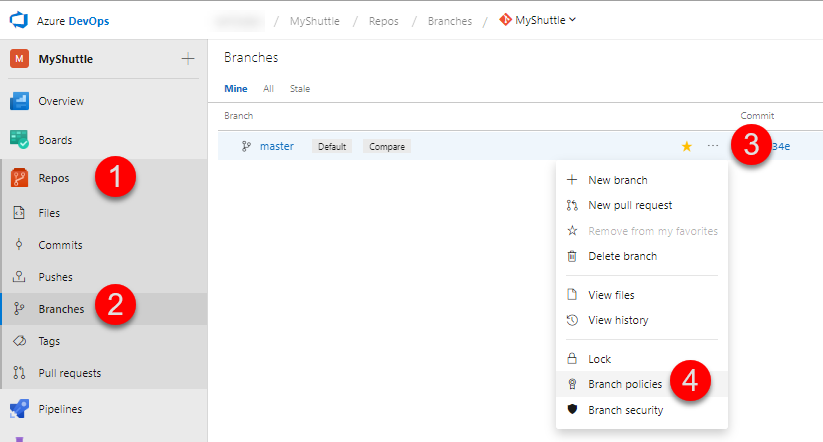 Azure DevOps / MyShuttle / Repos / Branches / MyShuttle
M MyShuttle
Overview
Boards
Repos
1
Files
Commits
Pushes
Branches
2
Tags
Pull requests
Pipelines
Branches
Mine All Stale
Branch Commit
master Default Compare ... 3 34e
New branch
New pull request
Remove from my favorites
Delete branch
View files
View history
Lock
Branch policies 4
Branch security